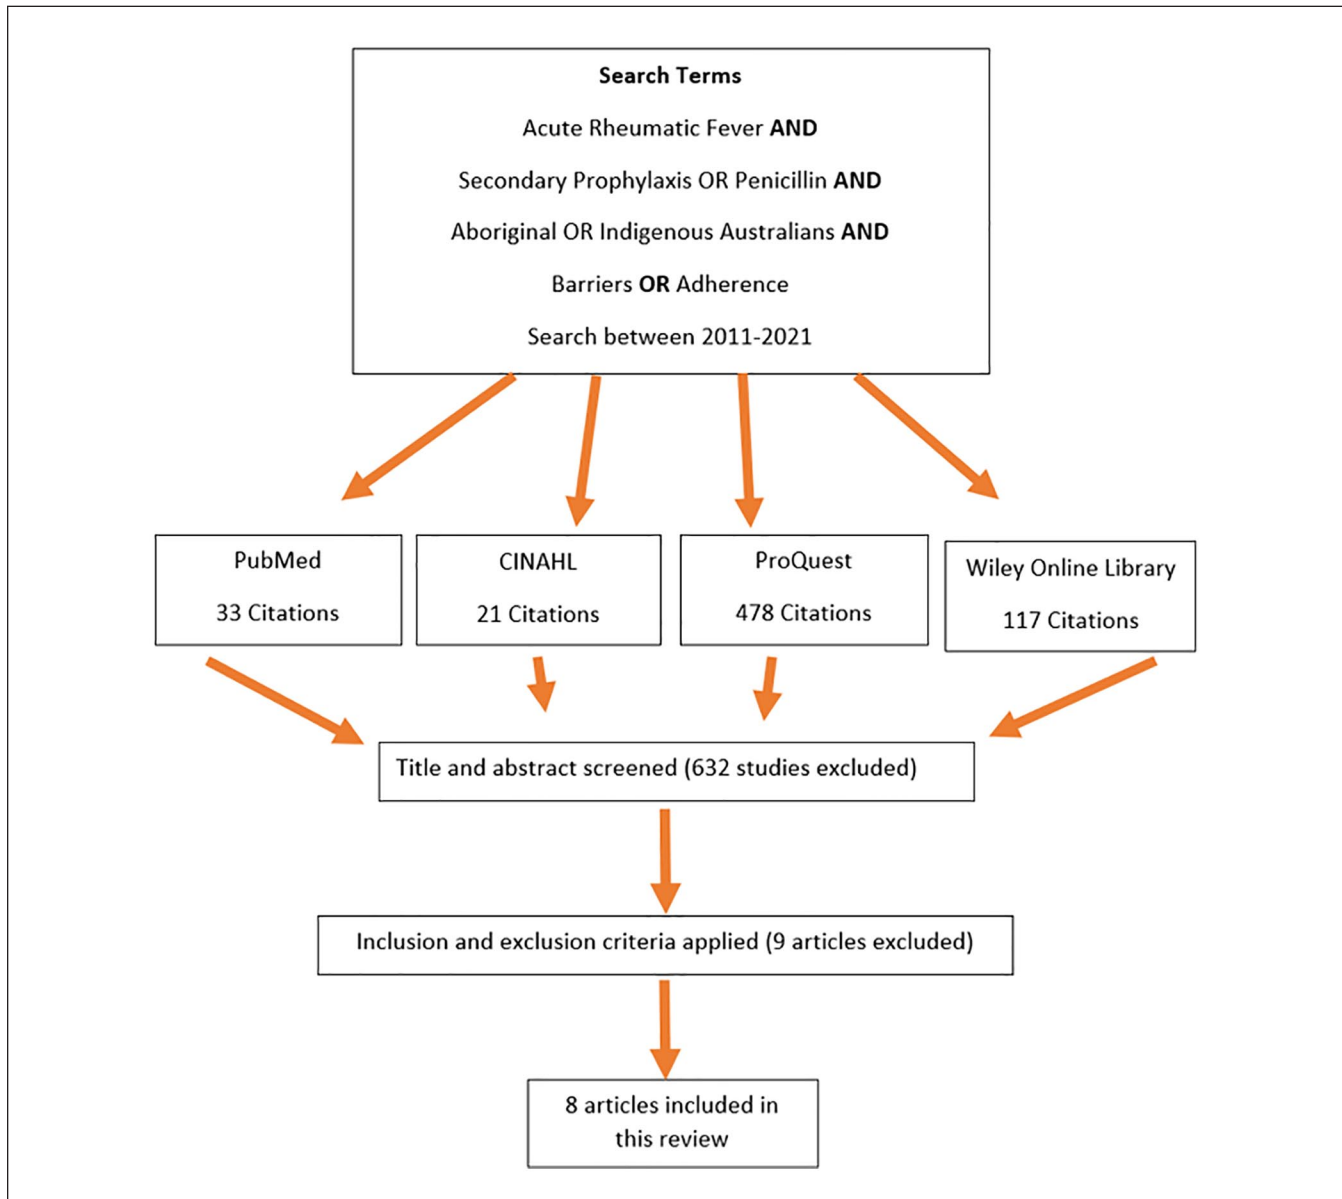 Search Terms
Acute Rheumatic Fever AND
Secondary Prophylaxis OR Penicillin AND
Aboriginal OR Indigenous Australians AND
Barriers OR Adherence
Search between 2011-2021
PubMed
33 Citations
CINAHL
21 Citations
ProQuest
478 Citations
Wiley Online Library
117 Citations
Title and abstract screened (632 studies excluded)
Inclusion and exclusion criteria applied (9 articles excluded)
8 articles included in
this review